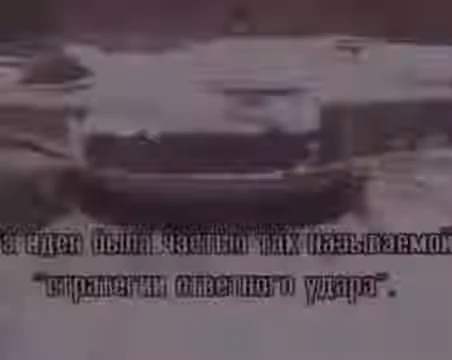 идея была частью так называемой
"стратегии ответного удара".